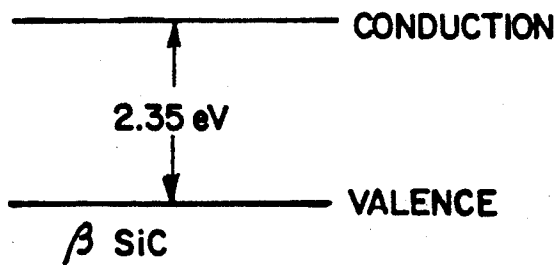 CONDUCTION
2.35 eV
VALENCE
β SiC